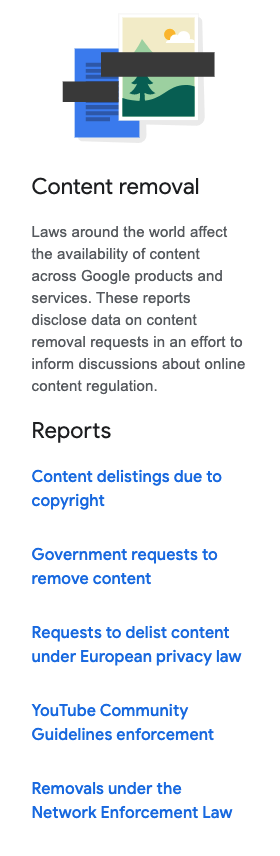 Content removal
Laws around the world affect
the availability of content
across Google products and
services. These reports
disclose data on content
removal requests in an effort to
inform discussions about online
content regulation.
Reports
Content delistings due to
copyright
Government requests to
remove content
Requests to delist content
under European privacy law
YouTube Community
Guidelines enforcement
Removals under the
Network Enforcement Law